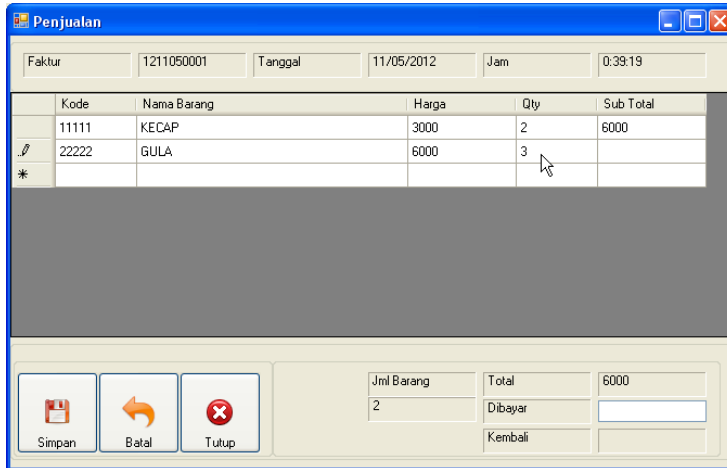 Penjualan
Faktur 1211050001 Tanggal 11/05/2012 Jam 0:39:19
Kode Nama Barang Harga Qty Sub Total
11111 KECAP 3000 2 6000
22222 GULA 6000 3
Jml Barang Total 6000
2 Dibayar
Kembali
Simpan Batal Tutup